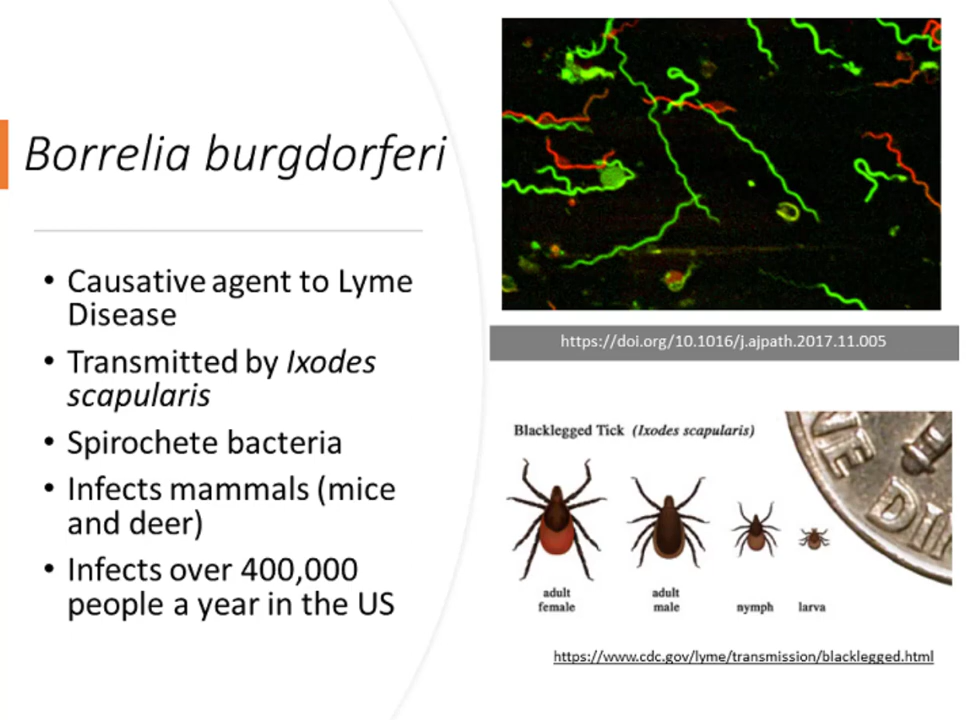 Borrelia burgdorferi
• Causative agent to Lyme
Disease
• Transmitted by Ixodes
scapularis
• Spirochete bacteria
• Infects mammals (mice
and deer)
• Infects over 400,000
people a year in the US
https://doi.org/10.1016/j.ajpath.2017.11.005
Blacklegged Tick (Ixodes scapularis)
NE DI
adult
female
adult
male
nymph
larva
https://www.cdc.gov/lyme/transmission/blacklegged.html